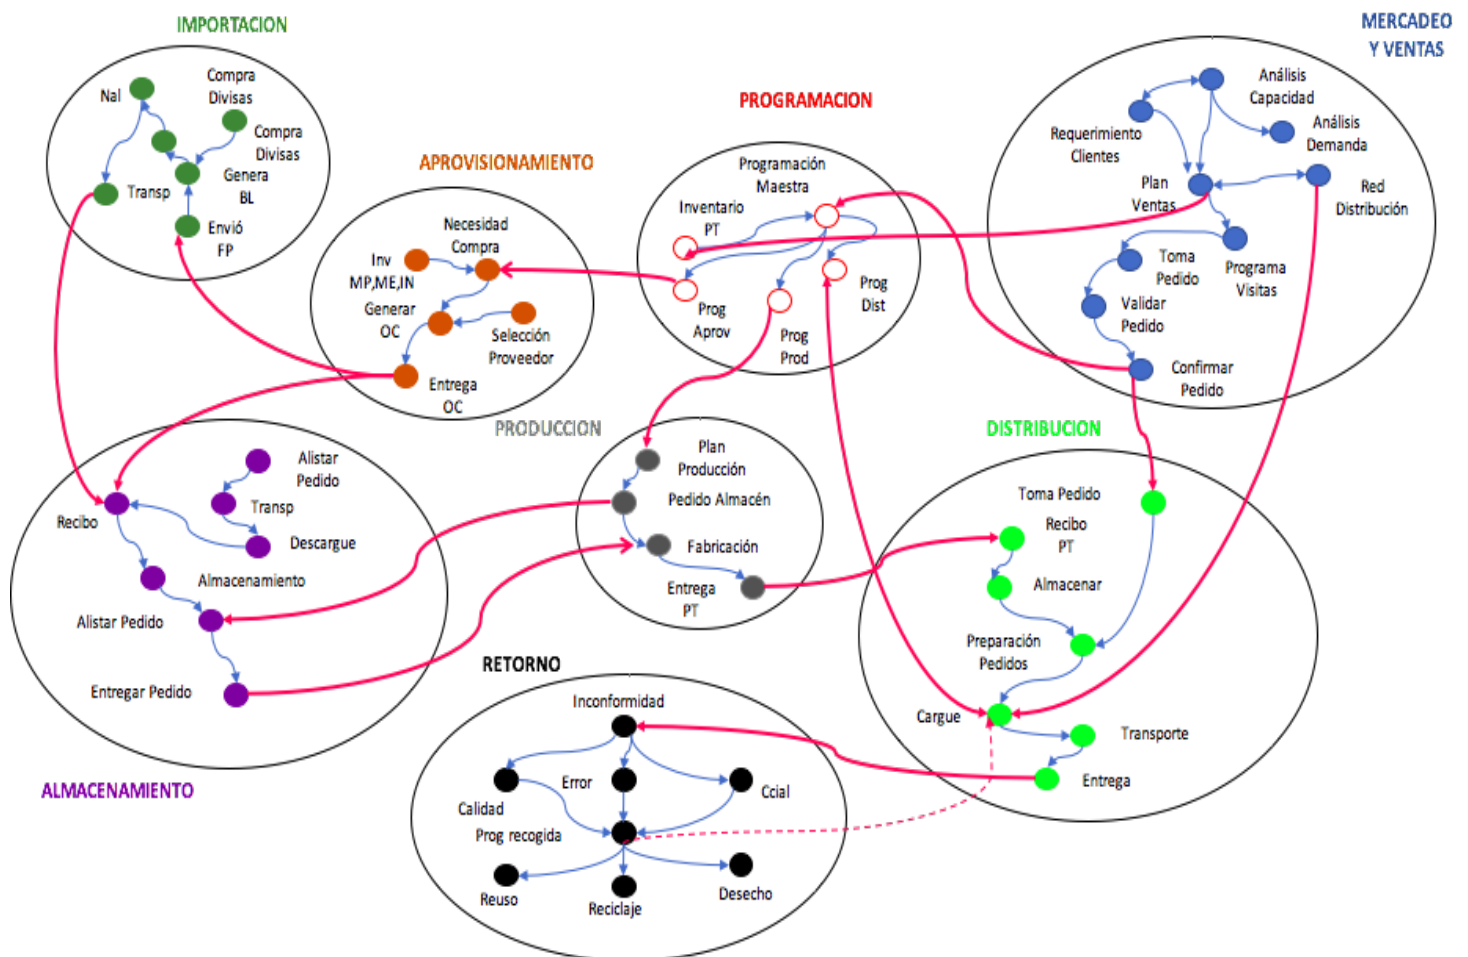 IMPORTACION
Nal
Compra
Divisas
Compra
Divisas
Genera
BL
Transp
Envió
FP
APROVISIONAMIENTO
Necesidad
Compra
Inv
MP,ME,IN
Generar
OC
Selección
Proveedor
Entrega
OC
PROGRAMACION
Programación
Maestra
Inventario
PT
Prog
Aprov
Prog
Prod
Prog
Dist
MERCADEO
Y VENTAS
Análisis
Capacidad
Requerimiento
Clientes
Análisis
Demanda
Plan
Ventas
Red
Distribución
Toma
Pedido
Programa
Visitas
Validar
Pedido
Confirmar
Pedido
PRODUCCION
Plan
Producción
Pedido Almacén
Fabricación
Entrega
PT
DISTRIBUCION
Toma Pedido
Recibo
PT
Almacenar
Preparación
Pedidos
Cargue
Transporte
Entrega
Alistar
Pedido
Transp
Recibo
Descargue
Almacenamiento
Alistar Pedido
Entregar Pedido
ALMACENAMIENTO
RETORNO
Inconformidad
Calidad
Error
Ccial
Prog recogida
Reuso
Reciclaje
Desecho